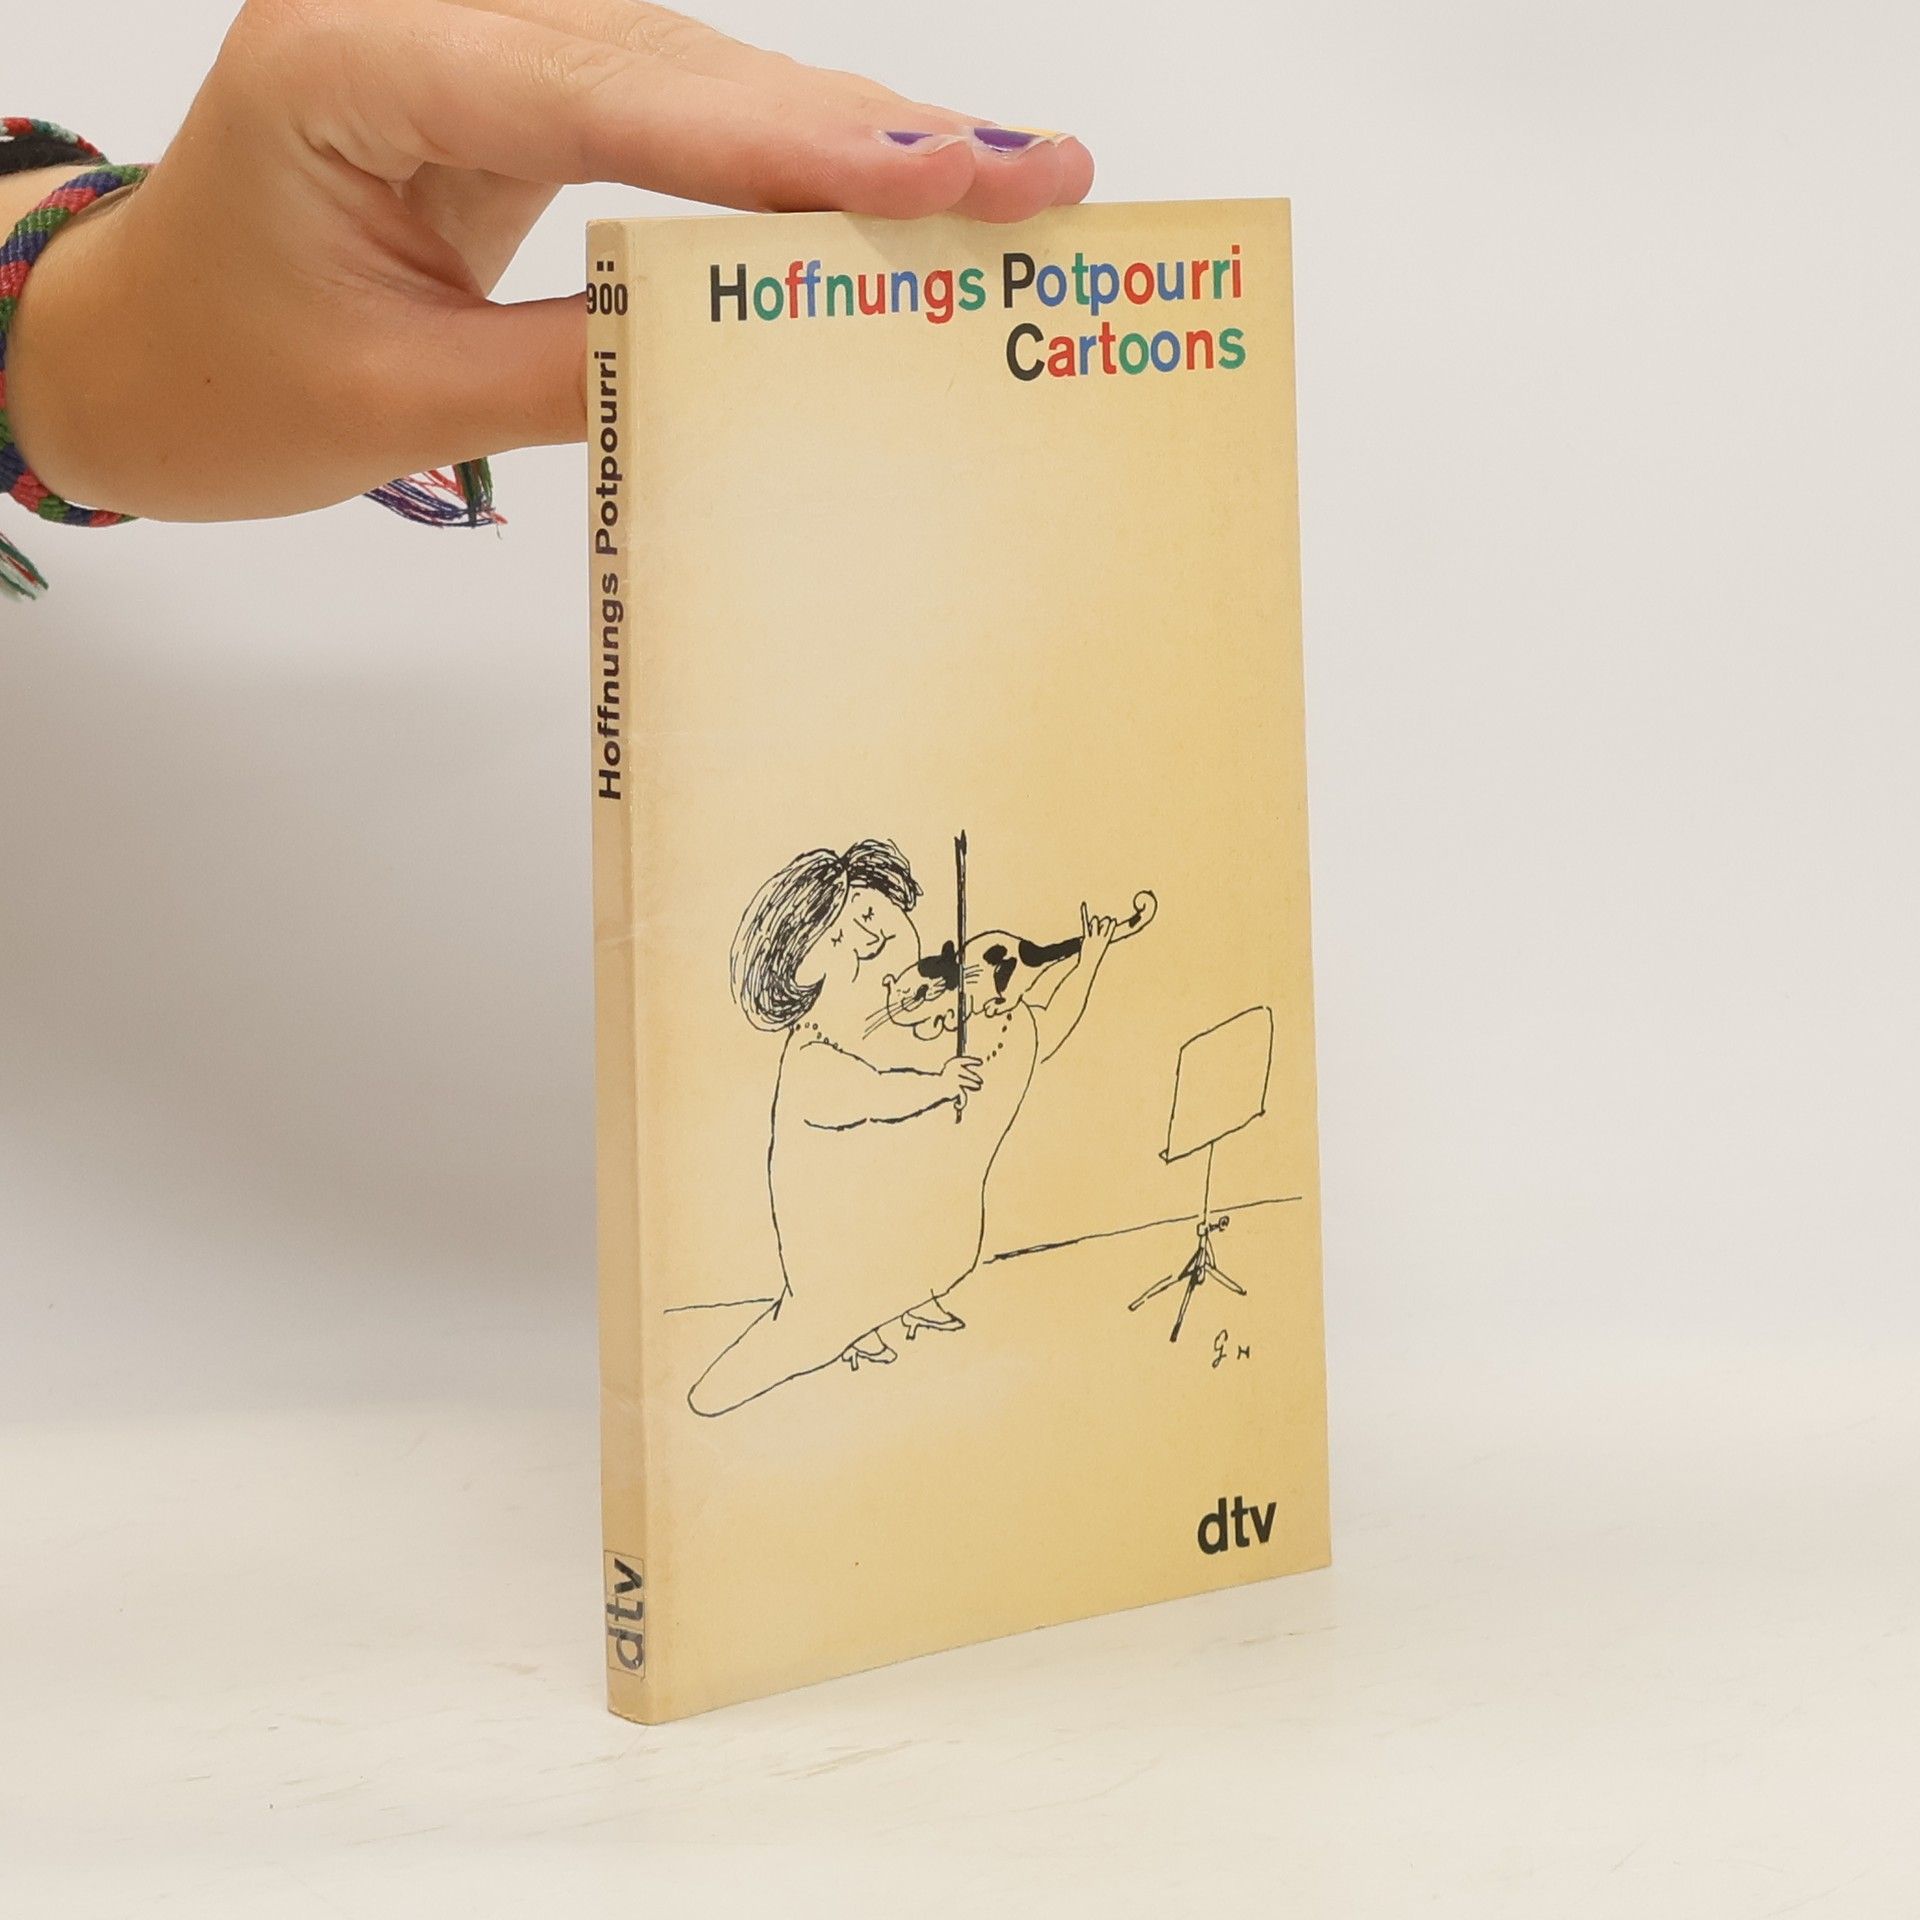 Hoffnungs Potpourri
Cartoons
G H
dtv
900
Hoffnungs Potpourri
dtv